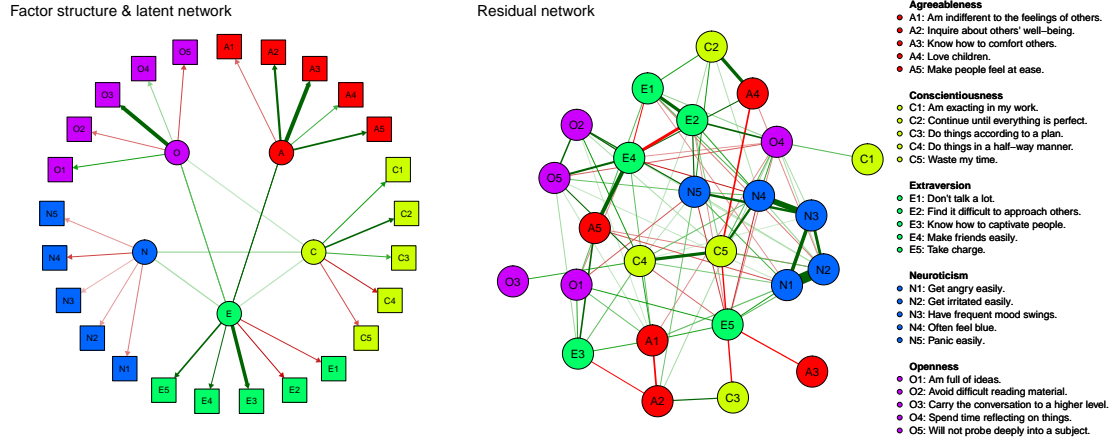 Factor structure & latent network
O5
A1
A2
O4
A3
O3
A4
O2
A5
O1
O
A
C1
N5
C2
N4
N
C
C3
N3
C4
N2
E
C5
N1
E1
E5
E2
E4
E3
Residual network
C2
E1
A4
O2
E2
O4
E4
C1
O5
N5
N4
N3
A5
C5
C4
N2
O3
O1
N1
E5
A1
E3
A3
A2
C3
Agreeableness
A1: Am indifferent to the feelings of others.
A2: Inquire about others' well–being.
A3: Know how to comfort others.
A4: Love children.
A5: Make people feel at ease.
Conscientiousness
C1: Am exacting in my work.
C2: Continue until everything is perfect.
C3: Do things according to a plan.
C4: Do things in a half–way manner.
C5: Waste my time.
Extraversion
E1: Don't talk a lot.
E2: Find it difficult to approach others.
E3: Know how to captivate people.
E4: Make friends easily.
E5: Take charge.
Neuroticism
N1: Get angry easily.
N2: Get irritated easily.
N3: Have frequent mood swings.
N4: Often feel blue.
N5: Panic easily.
Openness
O1: Am full of ideas.
O2: Avoid difficult reading material.
O3: Carry the conversation to a higher level.
O4: Spend time reflecting on things.
O5: Will not probe deeply into a subject.